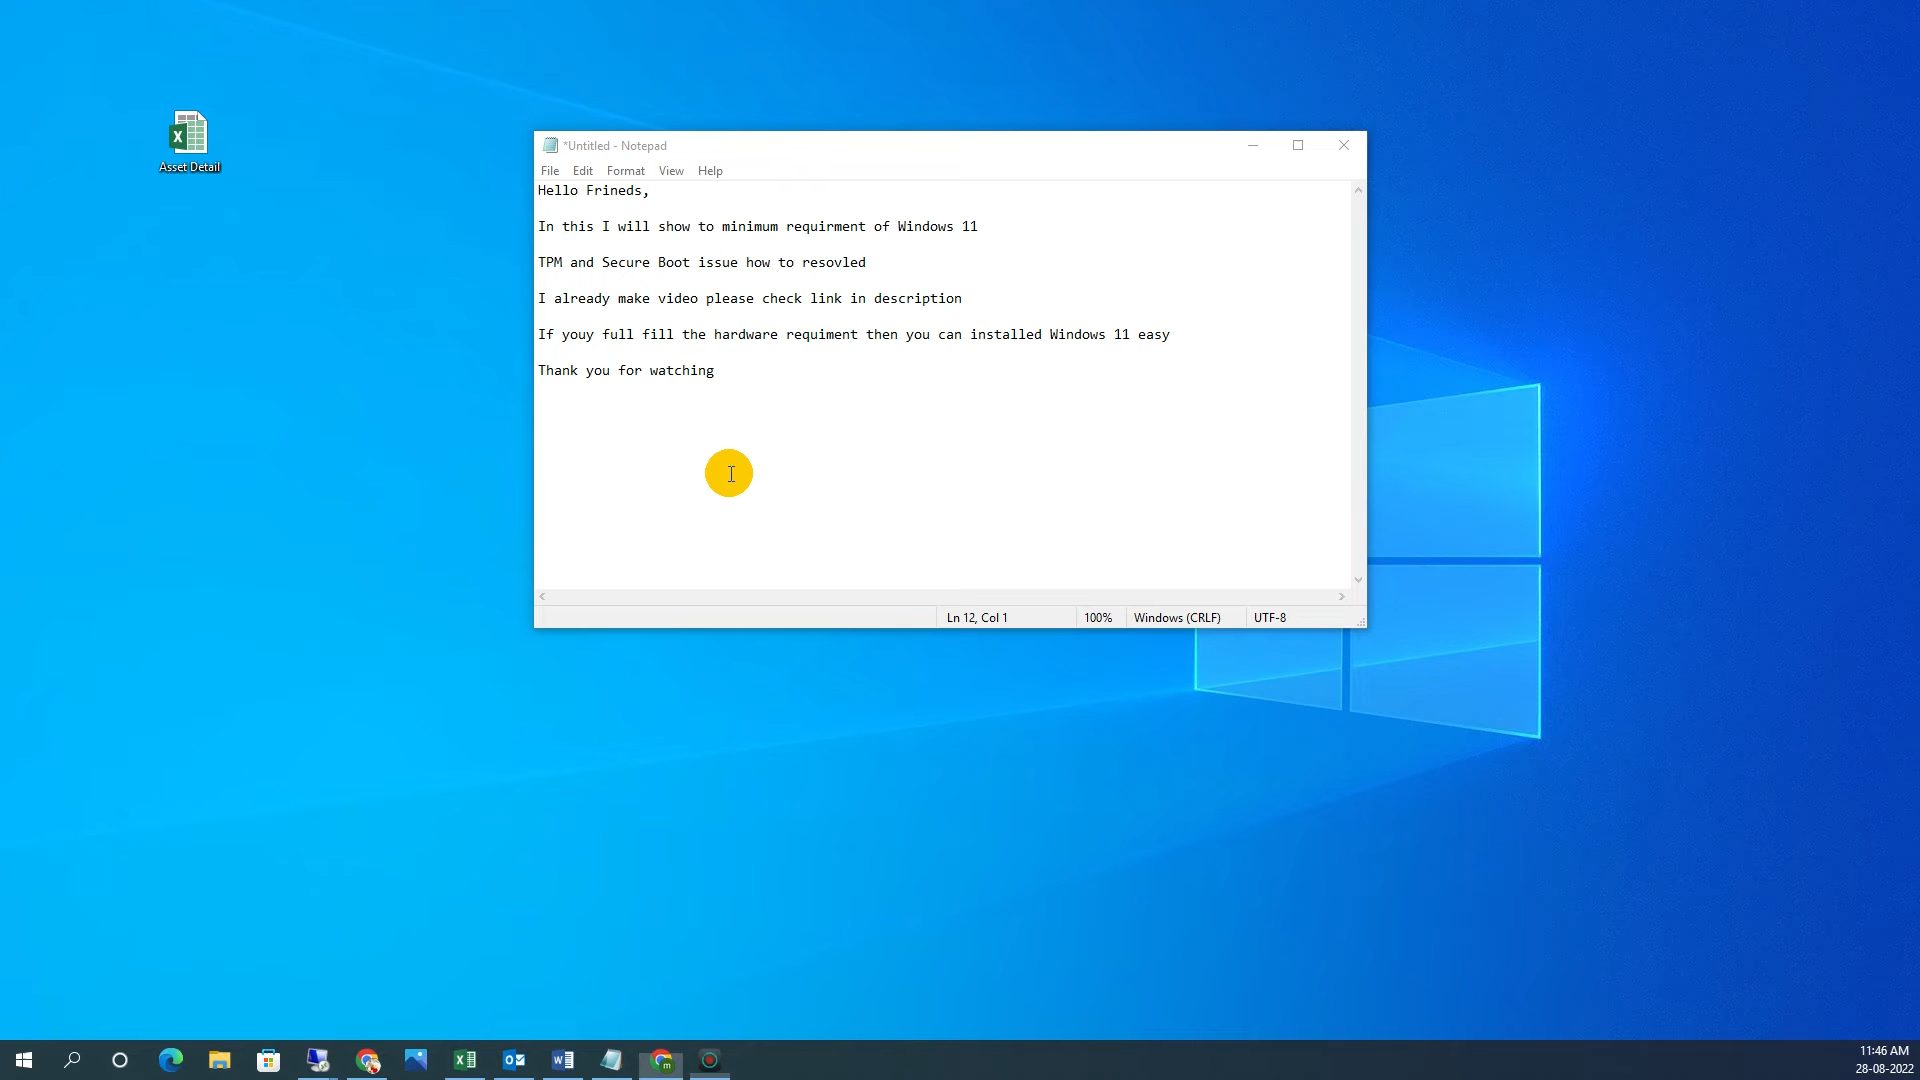 Asset Detail
*Untitled - Notepad
File Edit Format View Help
Hello Frineds,
In this I will show to minimum requirment of Windows 11
TPM and Secure Boot issue how to resovled
I already make video please check link in description
If youy full fill the hardware requiment then you can installed Windows 11 easy
Thank you for watching
Ln 12, Col 1 100% Windows (CRLF) UTF-8
11:46 AM
28-08-2022